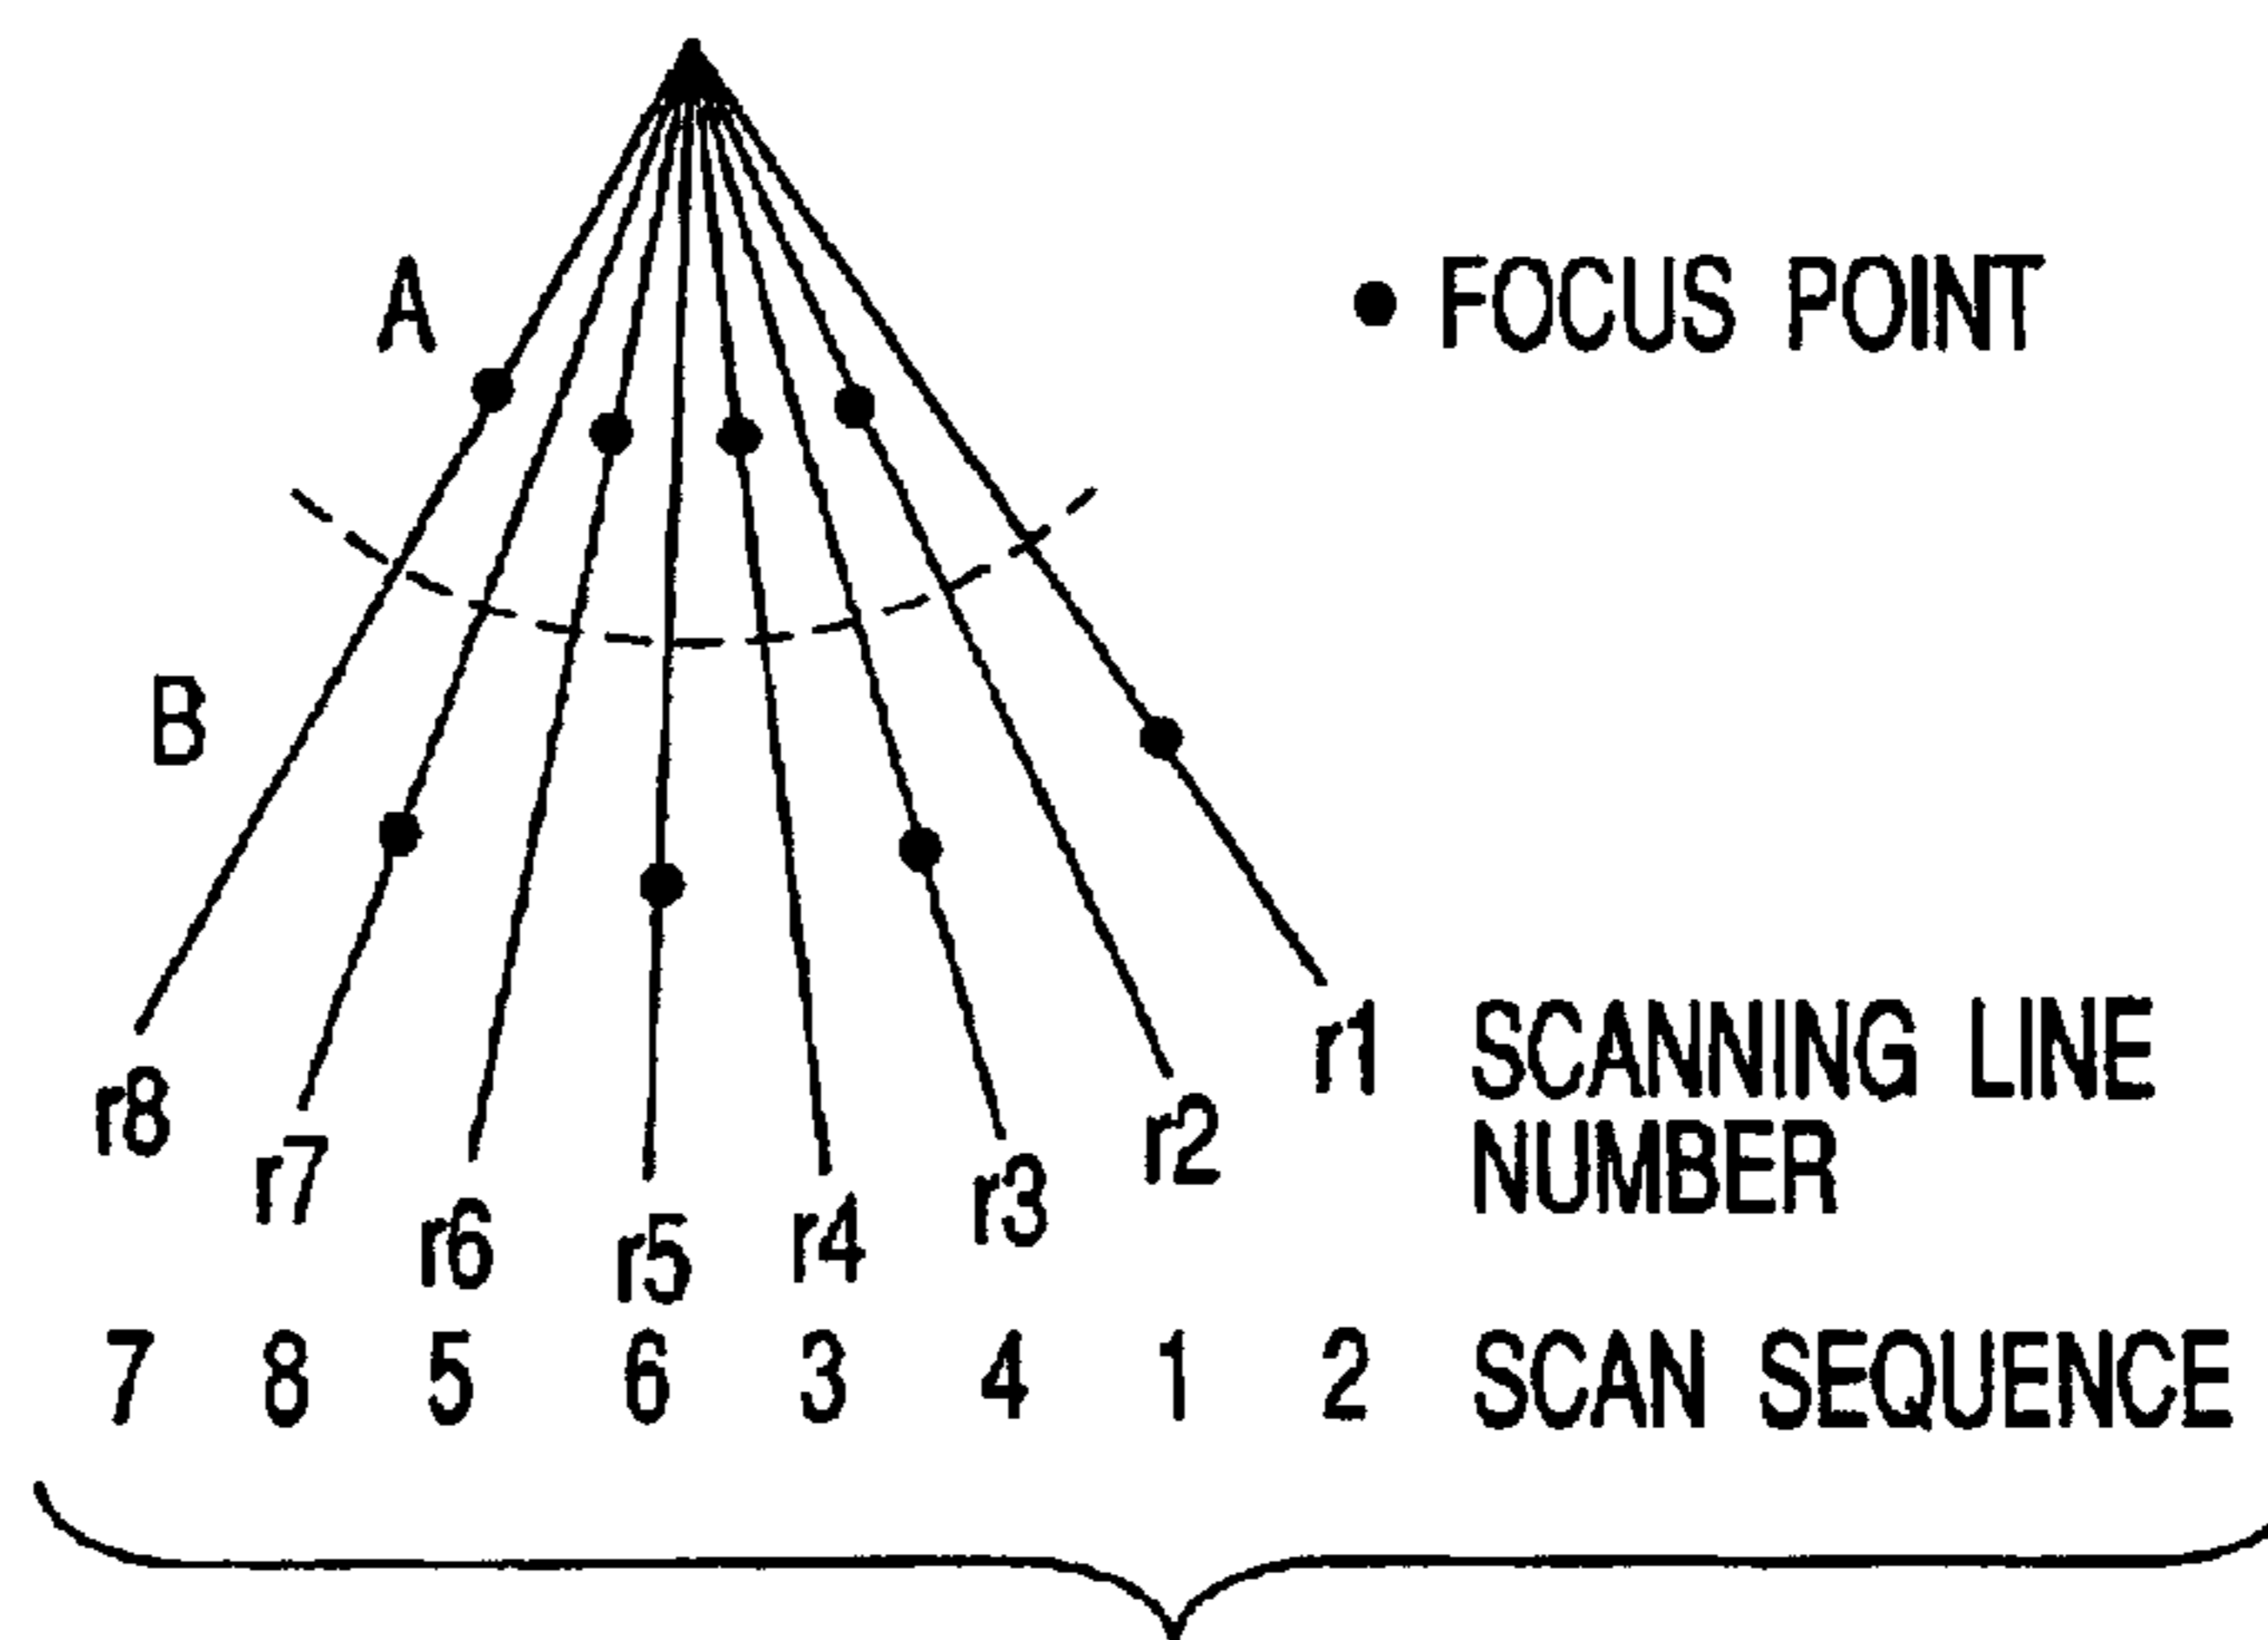 A
● FOCUS POINT
B
r8 r7 r6 r5 r4 r3 r2 r1 SCANNING LINE
NUMBER
7 8 5 6 3 4 1 2 SCAN SEQUENCE